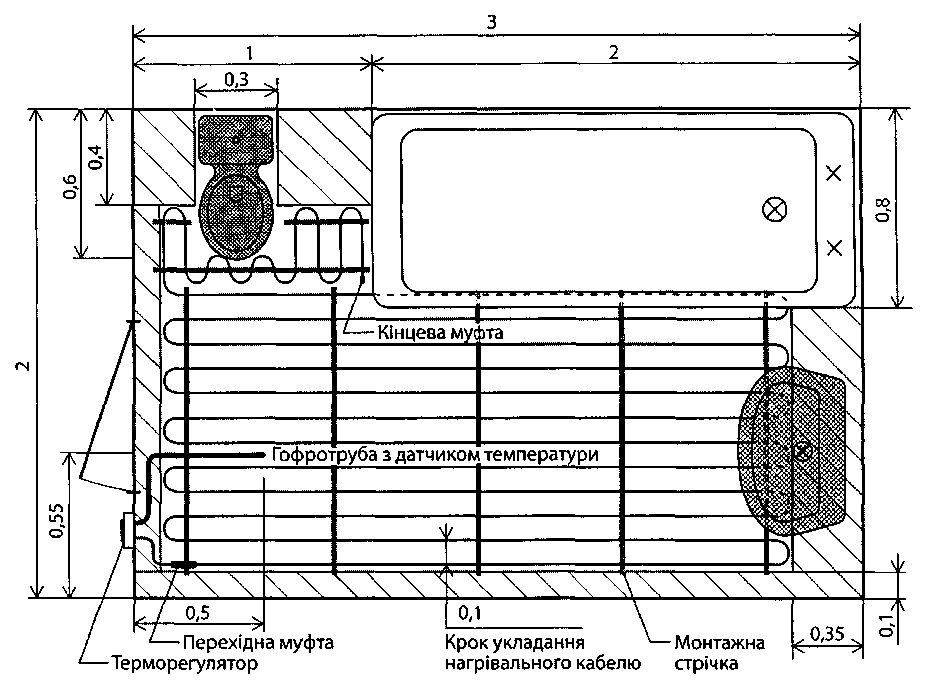 3
1
2
0,3
0,4
0,6
0,8
Кінцева муфта
2
Гофротруба з датчиком температури
0,55
0,5
0,1
0,35
0,1
Перехідна муфта
Терморегулятор
Крок укладання
нагрівального кабелю
Монтажна
стрічка